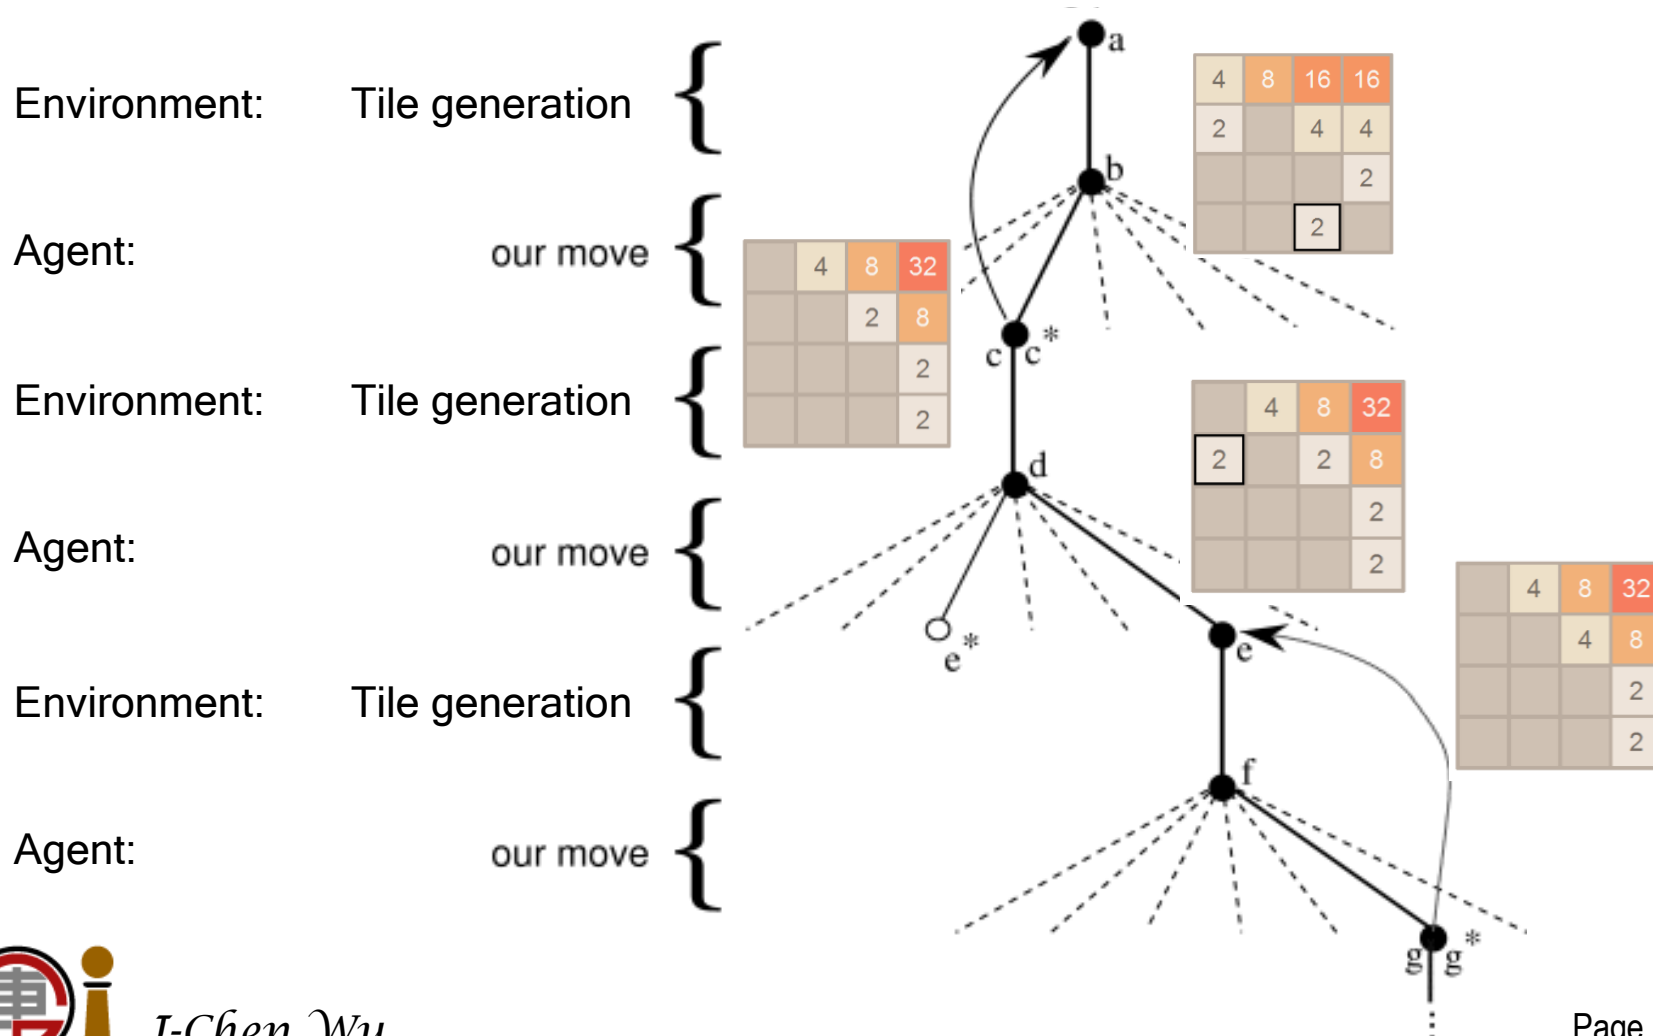 a
Environment: Tile generation {
4 8 16 16
2 4 4
2
2
b
Agent: our move {
4 8 32
2 8
2
2
c c*
Environment: Tile generation {
4 8 32
2 2 8
2
2
d
Agent: our move {
4 8 32
4 8
2
2
e* e
Environment: Tile generation {
f
Agent: our move {
g g*
車
I-Chen Wu
Page